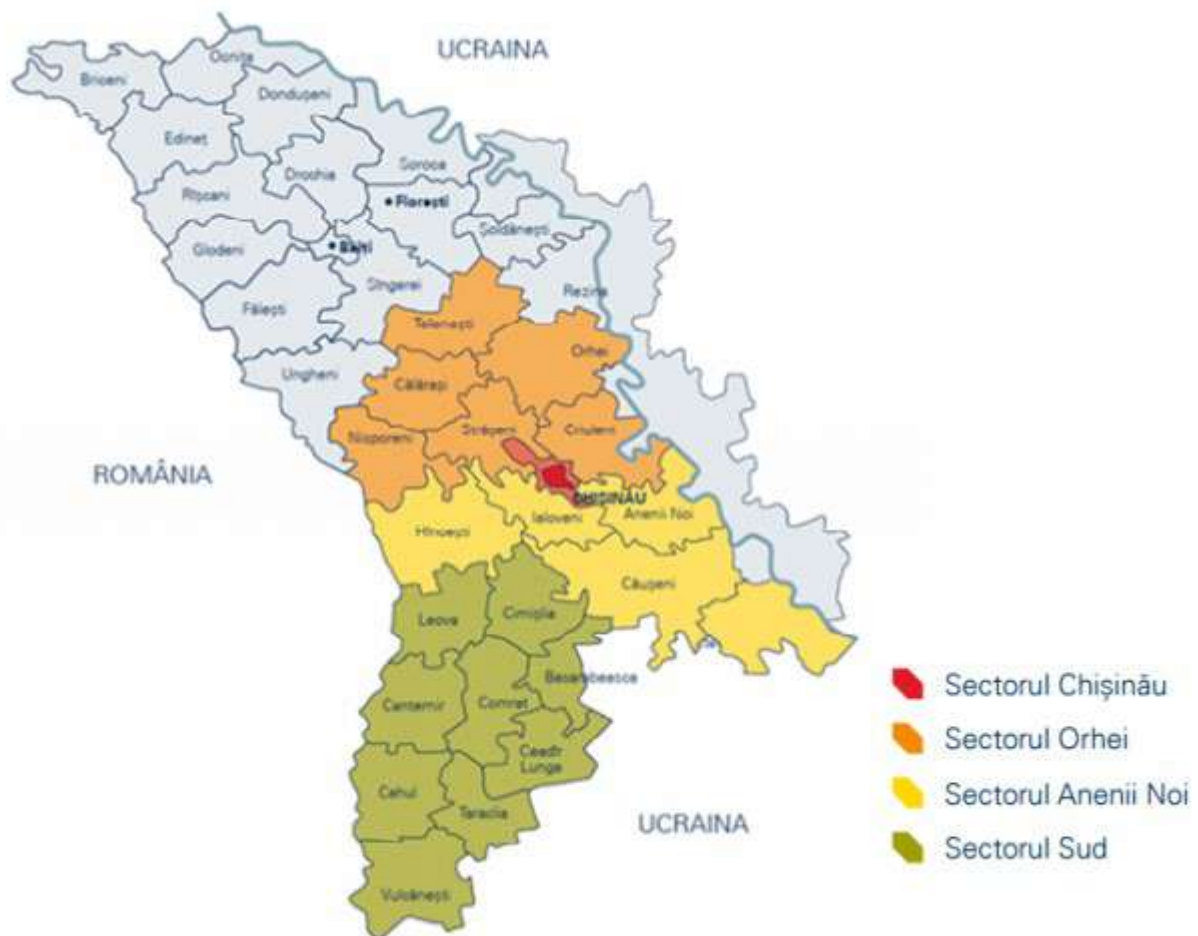 UCRAINA
Ocnița
Briceni
Dondușeni
Edineț
Soroca
Drochia
Rîșcani
Florești
Șoldănești
Glodeni
Bălți
Sîngerei
Rezina
Fălești
Telenești
Orhei
Ungheni
Călărași
Nisporeni
Strășeni
Criuleni
ROMÂNIA
CHIȘINĂU
Ialoveni
Anenii Noi
Hîncești
Căușeni
Leova
Cimișlia
Basarabeasca
Cantemir
Comrat
Ceadîr
Lunga
Cahul
Taraclia
UCRAINA
Vulcănești
Sectorul Chișinău
Sectorul Orhei
Sectorul Anenii Noi
Sectorul Sud